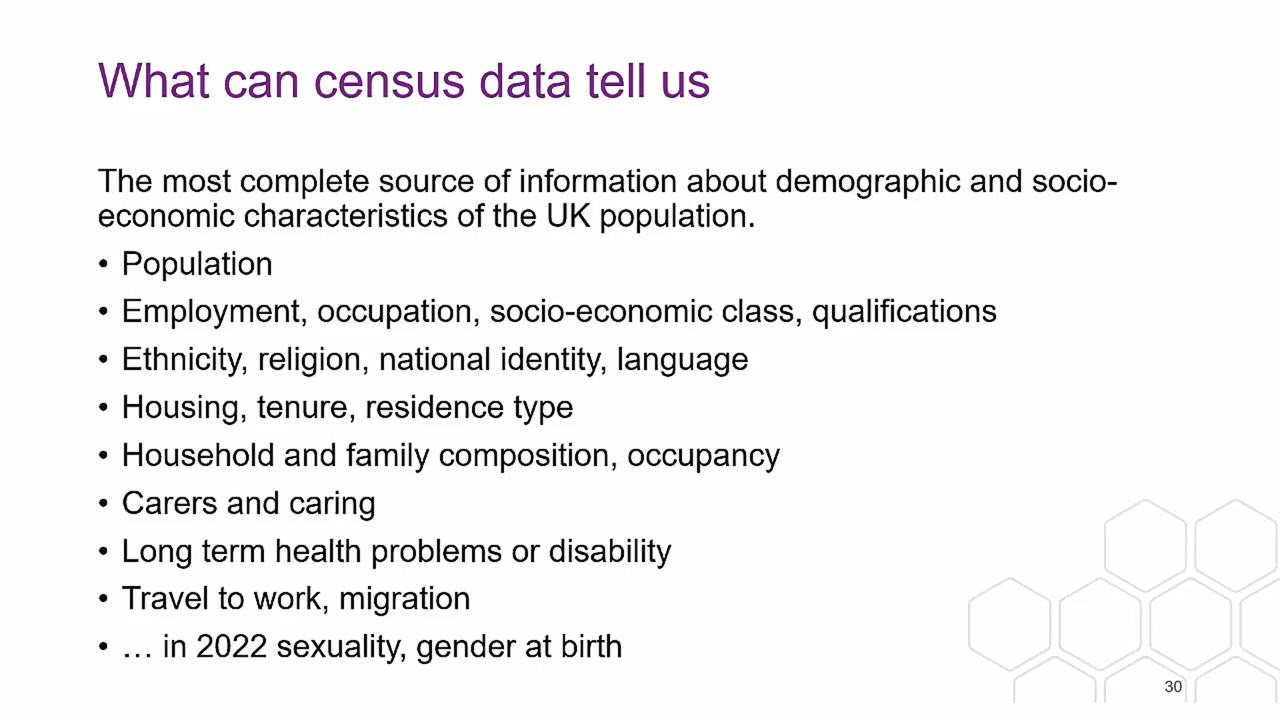 What can census data tell us
The most complete source of information about demographic and socio-
economic characteristics of the UK population.
• Population
• Employment, occupation, socio-economic class, qualifications
• Ethnicity, religion, national identity, language
• Housing, tenure, residence type
• Household and family composition, occupancy
• Carers and caring
• Long term health problems or disability
• Travel to work, migration
• … in 2022 sexuality, gender at birth
30